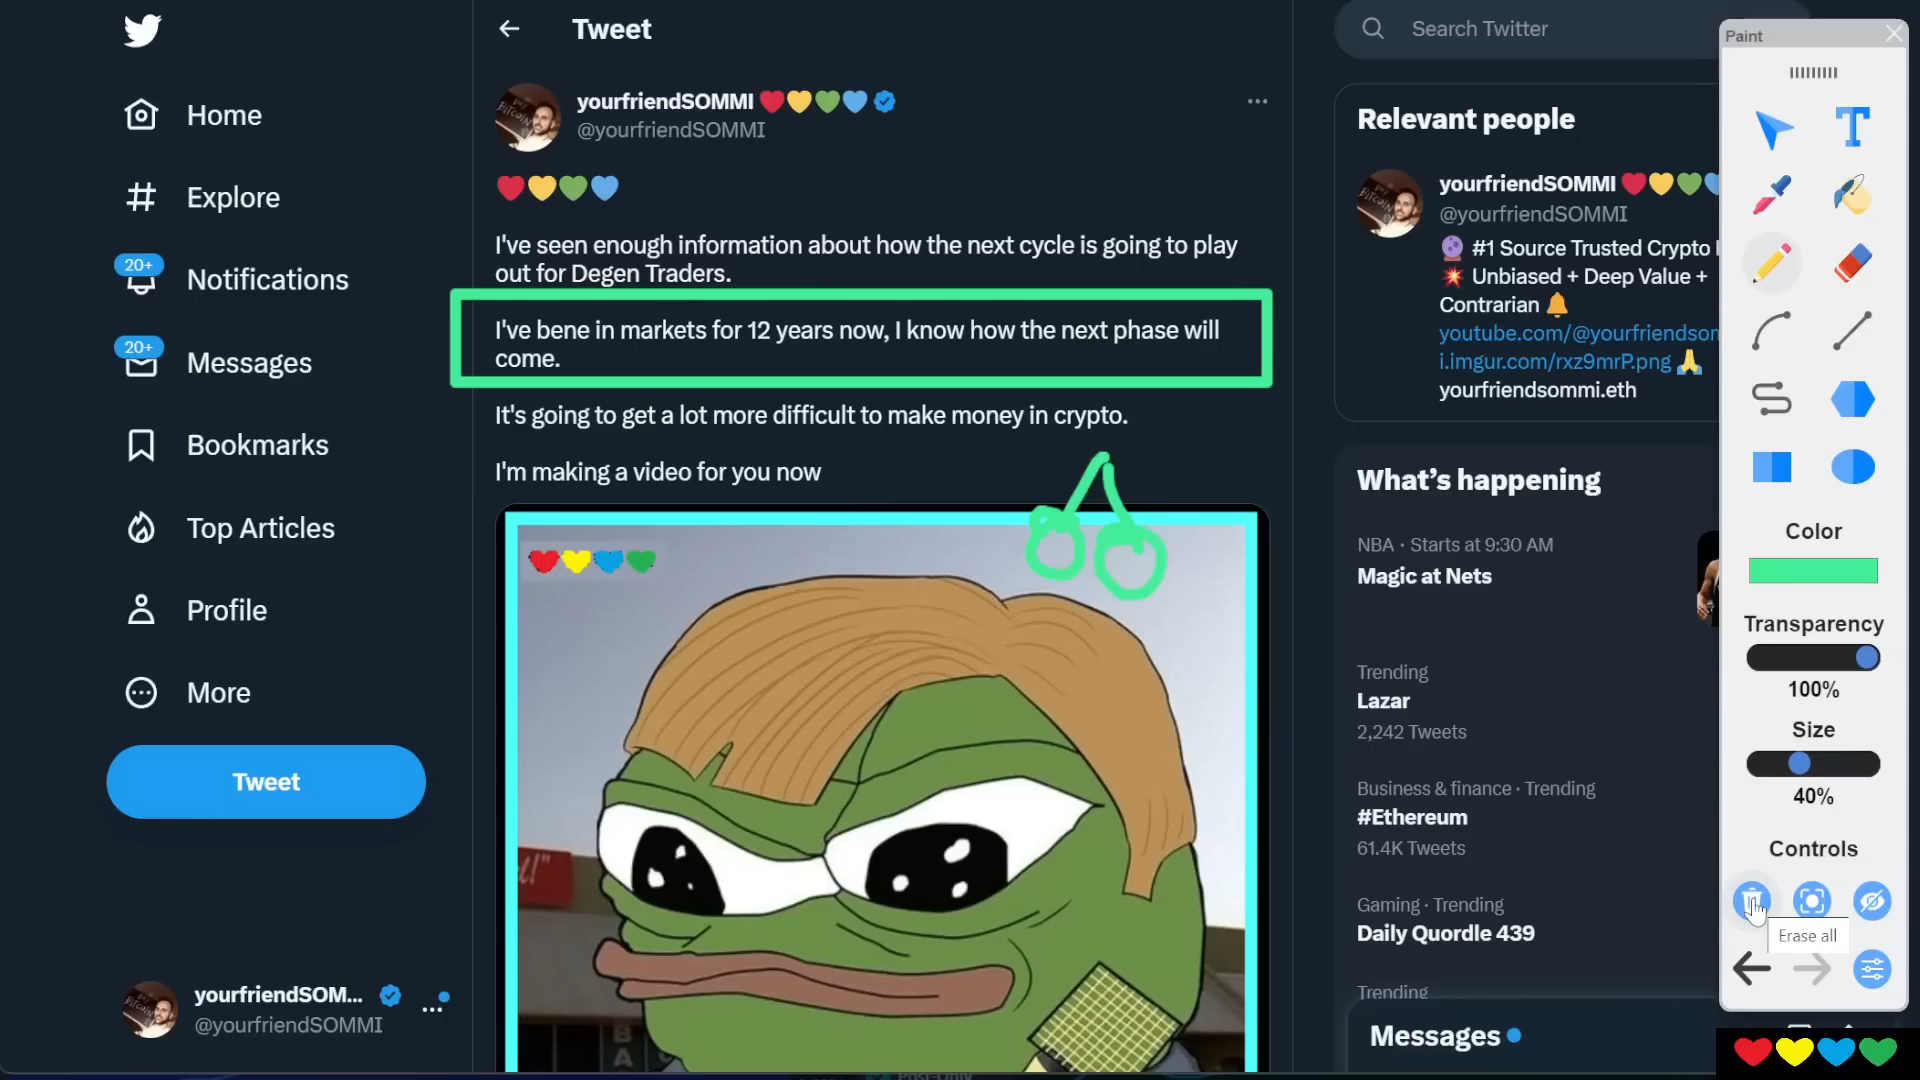 Home
Explore
20+
Notifications
20+
Messages
Bookmarks
Top Articles
Profile
More
Tweet
yourfriendSOM...
@yourfriendSOMMI
Tweet
yourfriendSOMMI
@yourfriendSOMMI
I've seen enough information about how the next cycle is going to play
out for Degen Traders.
I've bene in markets for 12 years now, I know how the next phase will
come.
It's going to get a lot more difficult to make money in crypto.
I'm making a video for you now
B
A
Search Twitter
Relevant people
yourfriendSOMMI
@yourfriendSOMMI
#1 Source Trusted Crypto
Unbiased + Deep Value +
Contrarian
youtube.com/@yourfriendsom
i.imgur.com/rxz9mrP.png
yourfriendsommi.eth
What's happening
NBA · Starts at 9:30 AM
Magic at Nets
Trending
Lazar
2,242 Tweets
Business & finance · Trending
#Ethereum
61.4K Tweets
Gaming · Trending
Daily Quordle 439
Trending
Messages
Paint
T
Color
Transparency
100%
Size
40%
Controls
Erase all